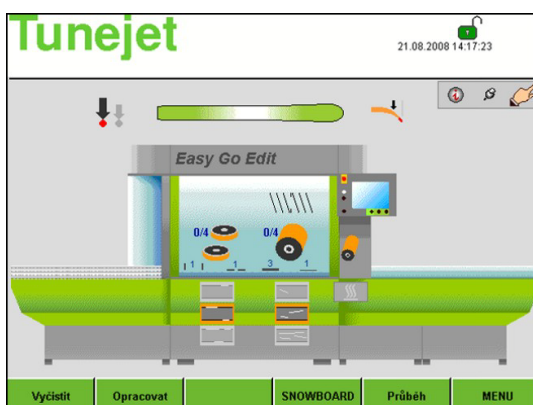 Tunejet
21.08.2008 14:17:23
Easy Go Edit
0/4 0/4
1 1 3 1
Vyčistit Opracovat SNOWBOARD Průběh MENU